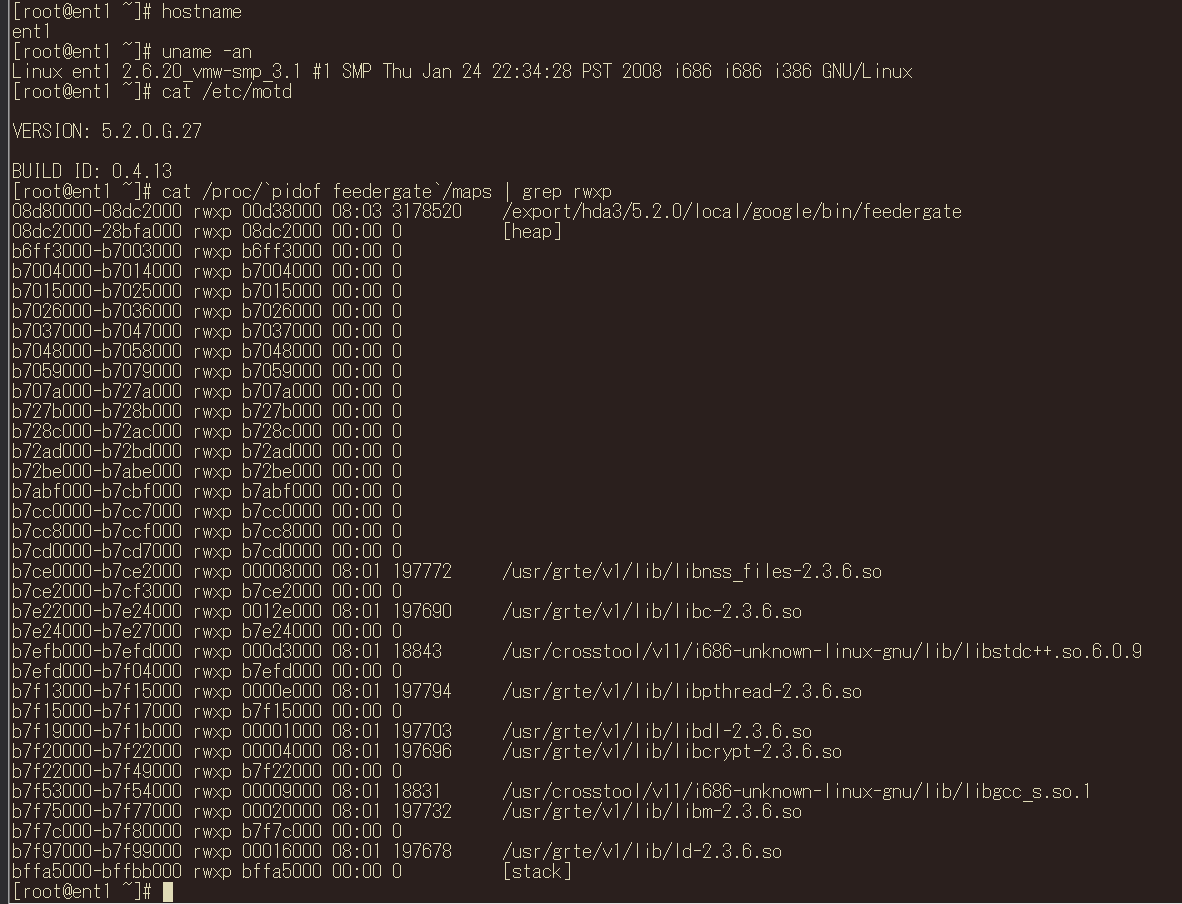 [root@ent1 ~]# hostname
ent1
[root@ent1 ~]# uname -an
Linux ent1 2.6.20_vmw-smp_3.1 #1 SMP Thu Jan 24 22:34:28 PST 2008 i686 i686 i386 GNU/Linux
[root@ent1 ~]# cat /etc/motd
VERSION: 5.2.0.G.27
BUILD ID: 0.4.13
[root@ent1 ~]# cat /proc/`pidof feedergate`/maps | grep rwxp
08d80000-08dc2000 rwxp 00d38000 08:03 3178520    /export/hda3/5.2.0/local/google/bin/feedergate
08dc2000-28bfa000 rwxp 08dc2000 00:00 0          [heap]
b6ff3000-b7003000 rwxp b6ff3000 00:00 0
b7004000-b7014000 rwxp b7004000 00:00 0
b7015000-b7025000 rwxp b7015000 00:00 0
b7026000-b7036000 rwxp b7026000 00:00 0
b7037000-b7047000 rwxp b7037000 00:00 0
b7048000-b7058000 rwxp b7048000 00:00 0
b7059000-b7079000 rwxp b7059000 00:00 0
b707a000-b727a000 rwxp b707a000 00:00 0
b727b000-b728b000 rwxp b727b000 00:00 0
b728c000-b72ac000 rwxp b728c000 00:00 0
b72ad000-b72bd000 rwxp b72ad000 00:00 0
b72be000-b7abe000 rwxp b72be000 00:00 0
b7abf000-b7cbf000 rwxp b7abf000 00:00 0
b7cc0000-b7cc7000 rwxp b7cc0000 00:00 0
b7cc8000-b7ccf000 rwxp b7cc8000 00:00 0
b7cd0000-b7cd7000 rwxp b7cd0000 00:00 0
b7ce0000-b7ce2000 rwxp 00008000 08:01 197772     /usr/grte/v1/lib/libnss_files-2.3.6.so
b7ce2000-b7cf3000 rwxp b7ce2000 00:00 0
b7e22000-b7e24000 rwxp 0012e000 08:01 197690     /usr/grte/v1/lib/libc-2.3.6.so
b7e24000-b7e27000 rwxp b7e24000 00:00 0
b7efb000-b7efd000 rwxp 000d3000 08:01 18843      /usr/crosstool/v11/i686-unknown-linux-gnu/lib/libstdc++.so.6.0.9
b7efd000-b7f04000 rwxp b7efd000 00:00 0
b7f13000-b7f15000 rwxp 0000e000 08:01 197794     /usr/grte/v1/lib/libpthread-2.3.6.so
b7f15000-b7f17000 rwxp b7f15000 00:00 0
b7f19000-b7f1b000 rwxp 00001000 08:01 197703     /usr/grte/v1/lib/libdl-2.3.6.so
b7f20000-b7f22000 rwxp 00004000 08:01 197696     /usr/grte/v1/lib/libcrypt-2.3.6.so
b7f22000-b7f49000 rwxp b7f22000 00:00 0
b7f53000-b7f54000 rwxp 00009000 08:01 18831      /usr/crosstool/v11/i686-unknown-linux-gnu/lib/libgcc_s.so.1
b7f75000-b7f77000 rwxp 00020000 08:01 197732     /usr/grte/v1/lib/libm-2.3.6.so
b7f7c000-b7f80000 rwxp b7f7c000 00:00 0
b7f97000-b7f99000 rwxp 00016000 08:01 197678     /usr/grte/v1/lib/ld-2.3.6.so
bffa5000-bffbb000 rwxp bffa5000 00:00 0          [stack]
[root@ent1 ~]#